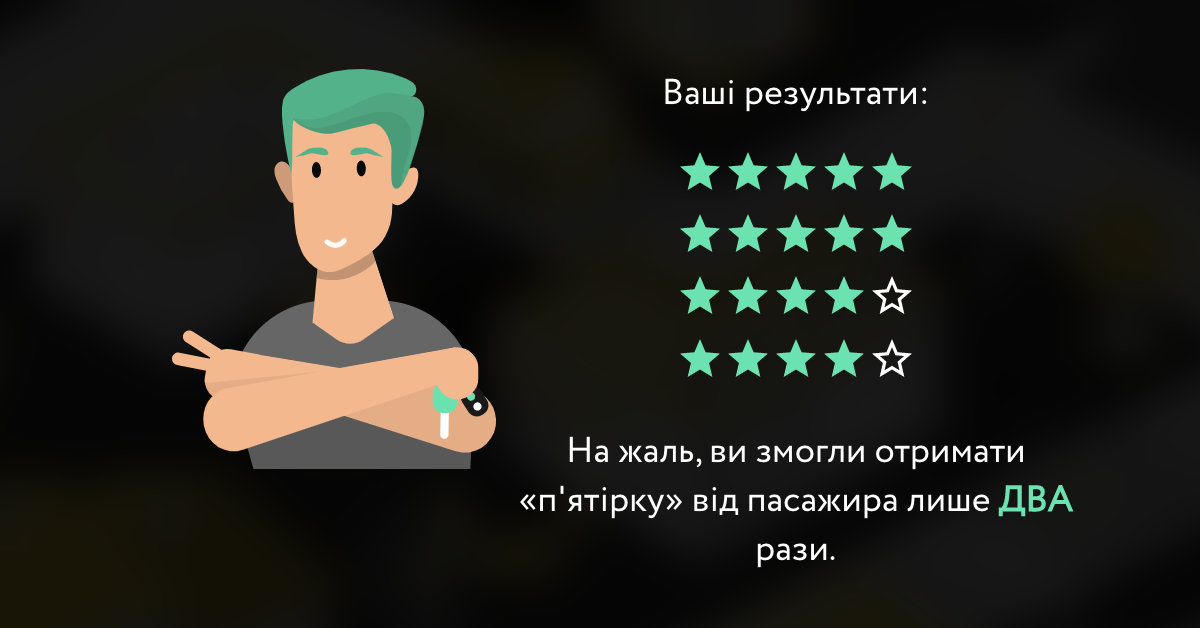 Ваші результати:
На жаль, ви змогли отримати
«п'ятірку» від пасажира лише ДВА
рази.